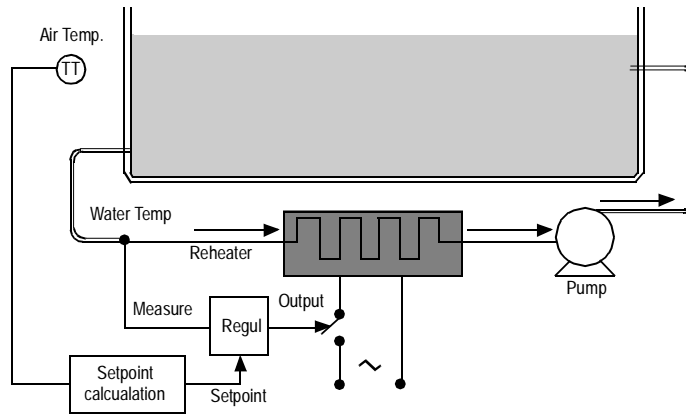 Air Temp.
TT
Water Temp
Reheater
Pump
Measure
Output
Regul
Setpoint
calcualation
Setpoint